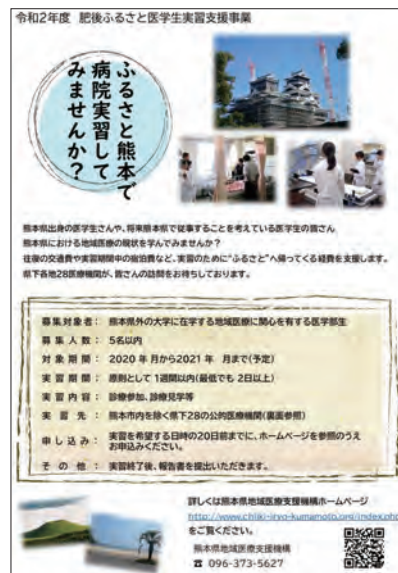 令和2年度 肥後ふるさと医学生実習支援事業
ふるさと熊本で
病院実習して
みませんか?
熊本県出身の医学生さんや、将来熊本県で従事することを考えている医学生の皆さん
熊本県における地域医療の現状を学んでみませんか?
往復の交通費や実習期間中の宿泊費など、実習のために“ふるさと”へ帰ってくる経費を支援します。
県下各地28医療機関が、皆さんの訪問をお待ちしております。
募集対象者: 熊本県外の大学に在学する地域医療に関心を有する医学部生
募集人数: 5名以内
対象期間: 2020 年 月から2021 年 月まで(予定)
実習期間: 原則として 1週間以内(最低でも 2日以上)
実習内容: 診療参加、診療見学等
実習先: 熊本市内を除く県下28の公的医療機関(裏面参照)
申し込み: 実習を希望する日時の20日前までに、ホームページを参照のうえ
お申込みください。
その他: 実習終了後、報告書を提出いただきます。
詳しくは熊本県地域医療支援機構ホームページ
http://www.chiiki-iryo-kumamoto.org/index.php
をご覧ください。
熊本県地域医療支援機構
☎ 096-373-5627